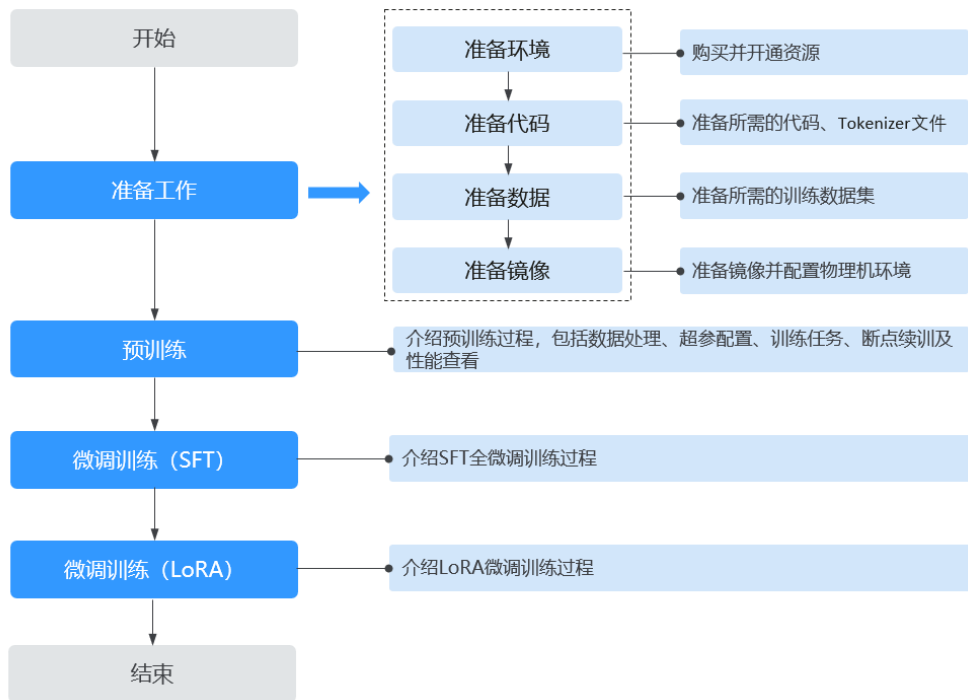 开始
准备工作
准备环境
购买并开通资源
准备代码
准备所需的代码、Tokenizer文件
准备数据
准备所需的训练数据集
准备镜像
准备镜像并配置物理机环境
预训练
介绍预训练过程，包括数据处理、超参配置、训练任务、断点续训及
性能查看
微调训练（SFT）
介绍SFT全微调训练过程
微调训练（LoRA）
介绍LoRA微调训练过程
结束